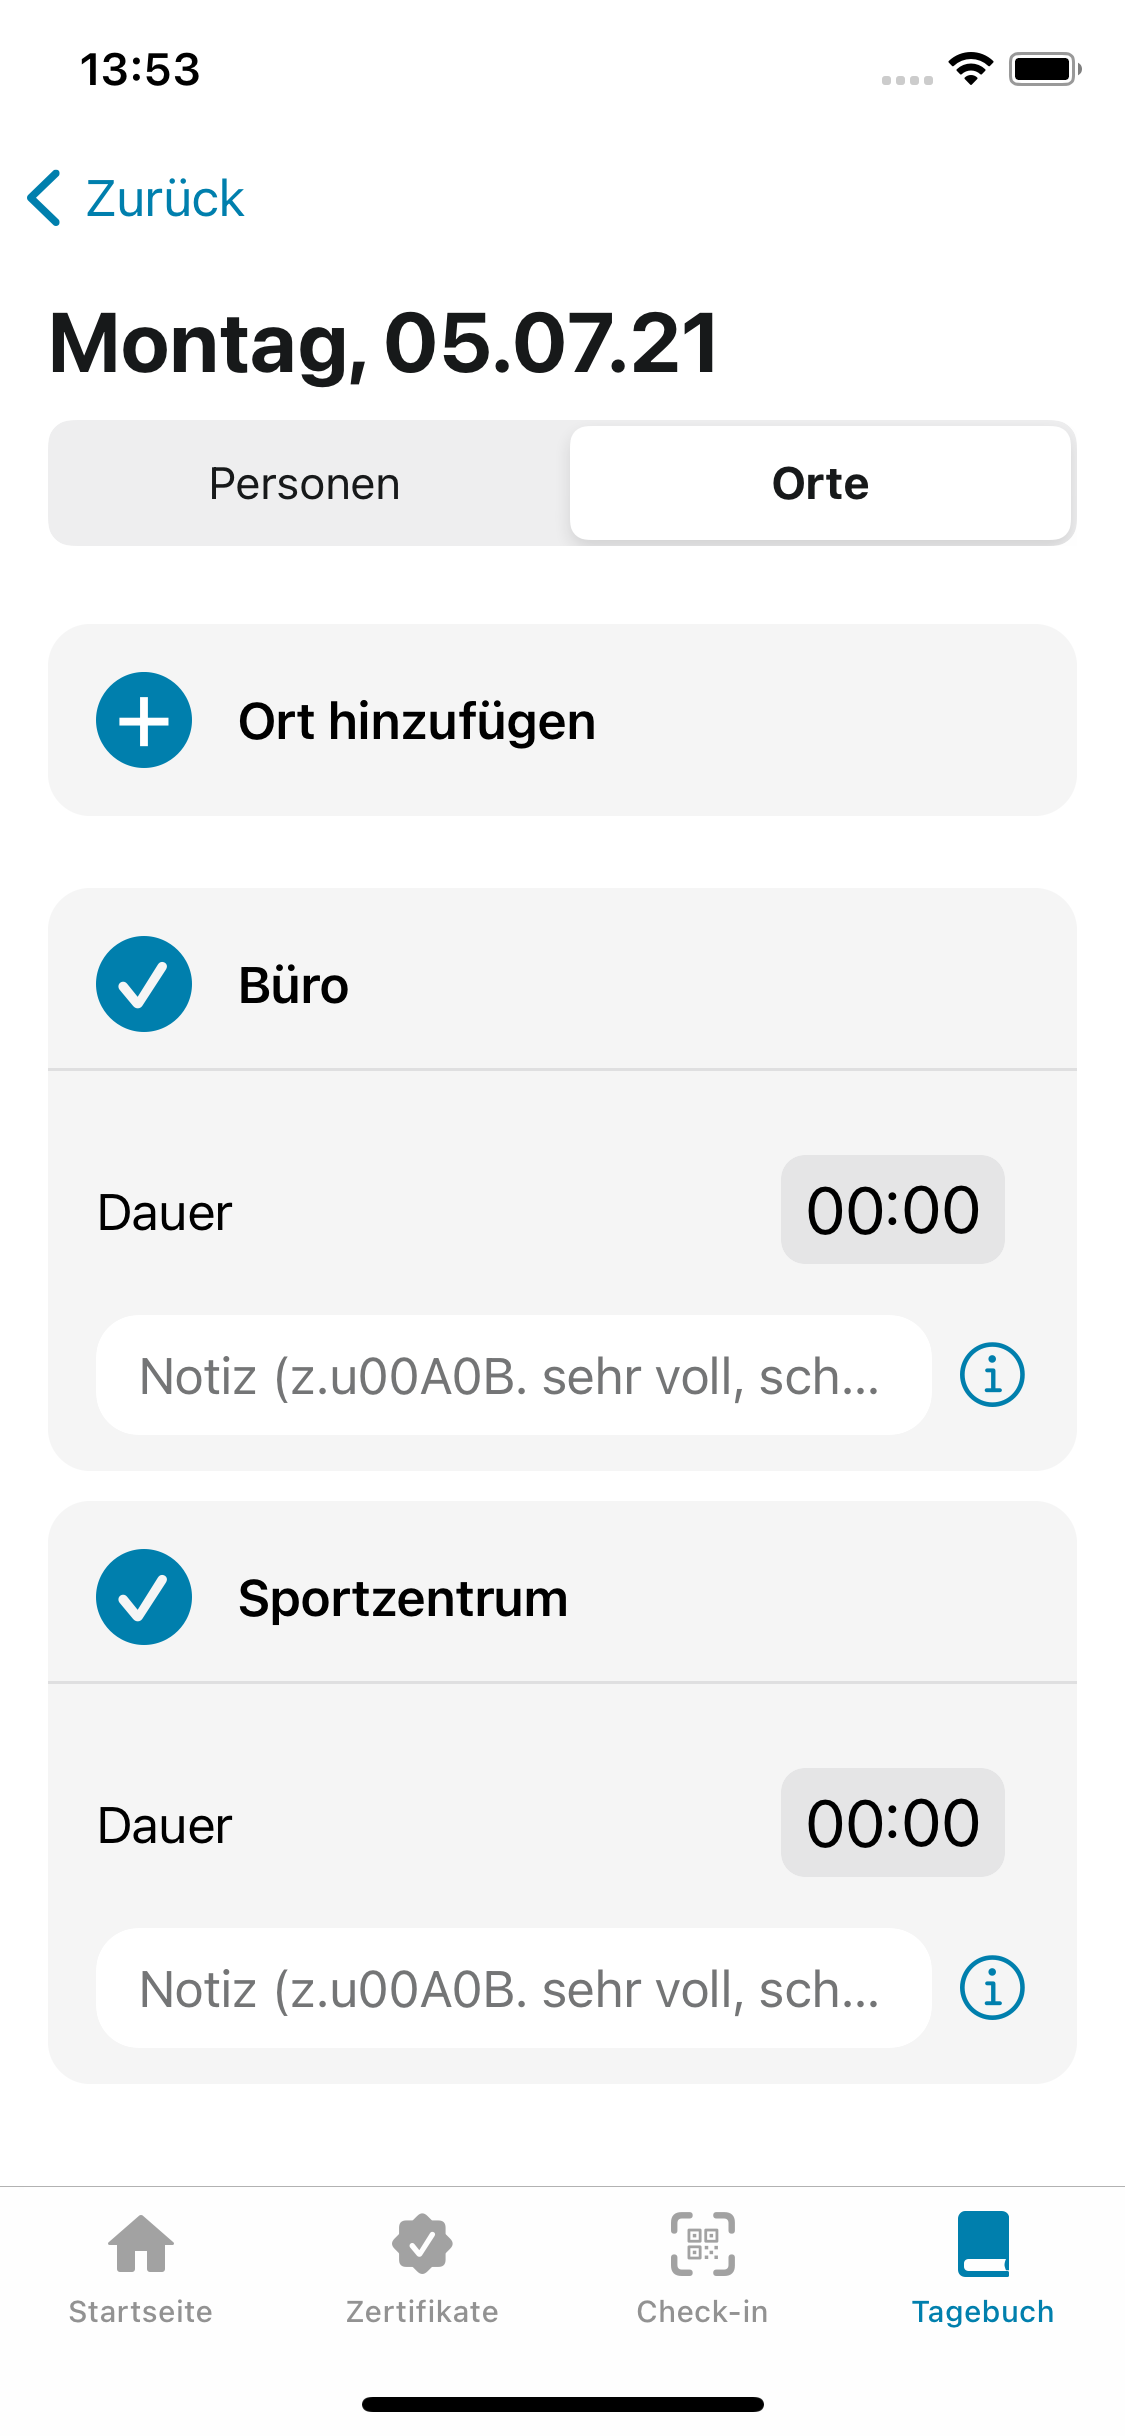 13:53
Zurück
Montag, 05.07.21
Personen
Orte
Ort hinzufügen
Büro
Dauer
00:00
Notiz (z.u00A0B. sehr voll, sch...
Sportzentrum
Dauer
00:00
Notiz (z.u00A0B. sehr voll, sch...
Startseite
Zertifikate
Check-in
Tagebuch